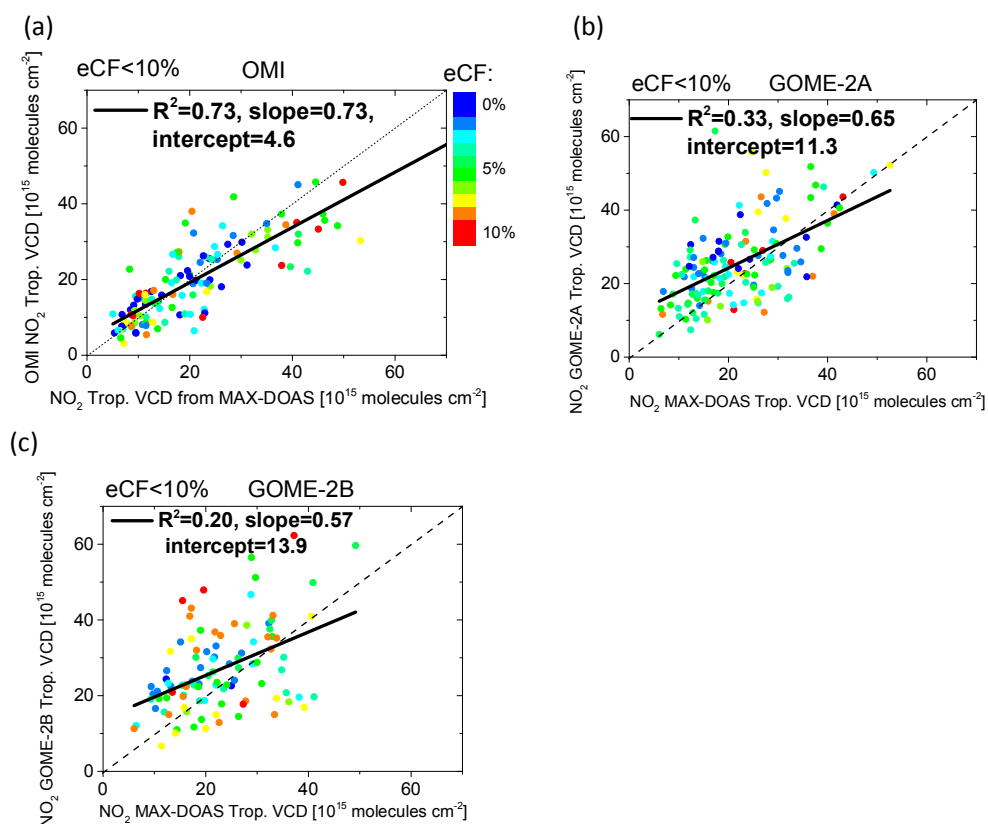 (a)
eCF<10% OMI eCF:
R²=0.73, slope=0.73,
intercept=4.6
0%
5%
10%
OMI NO₂ Trop. VCD [10¹⁵ molecules cm⁻²]
60
40
20
0
0 20 40 60
NO₂ Trop. VCD from MAX-DOAS [10¹⁵ molecules cm⁻²]
(b)
eCF<10% GOME-2A
R²=0.33, slope=0.65
intercept=11.3
NO₂ GOME-2A Trop. VCD [10¹⁵ molecules cm⁻²]
60
40
20
0
0 20 40 60
NO₂ MAX-DOAS Trop. VCD [10¹⁵ molecules cm⁻²]
(c)
eCF<10% GOME-2B
R²=0.20, slope=0.57
intercept=13.9
NO₂ GOME-2B Trop. VCD [10¹⁵ molecules cm⁻²]
60
40
20
0
0 20 40 60
NO₂ MAX-DOAS Trop. VCD [10¹⁵ molecules cm⁻²]